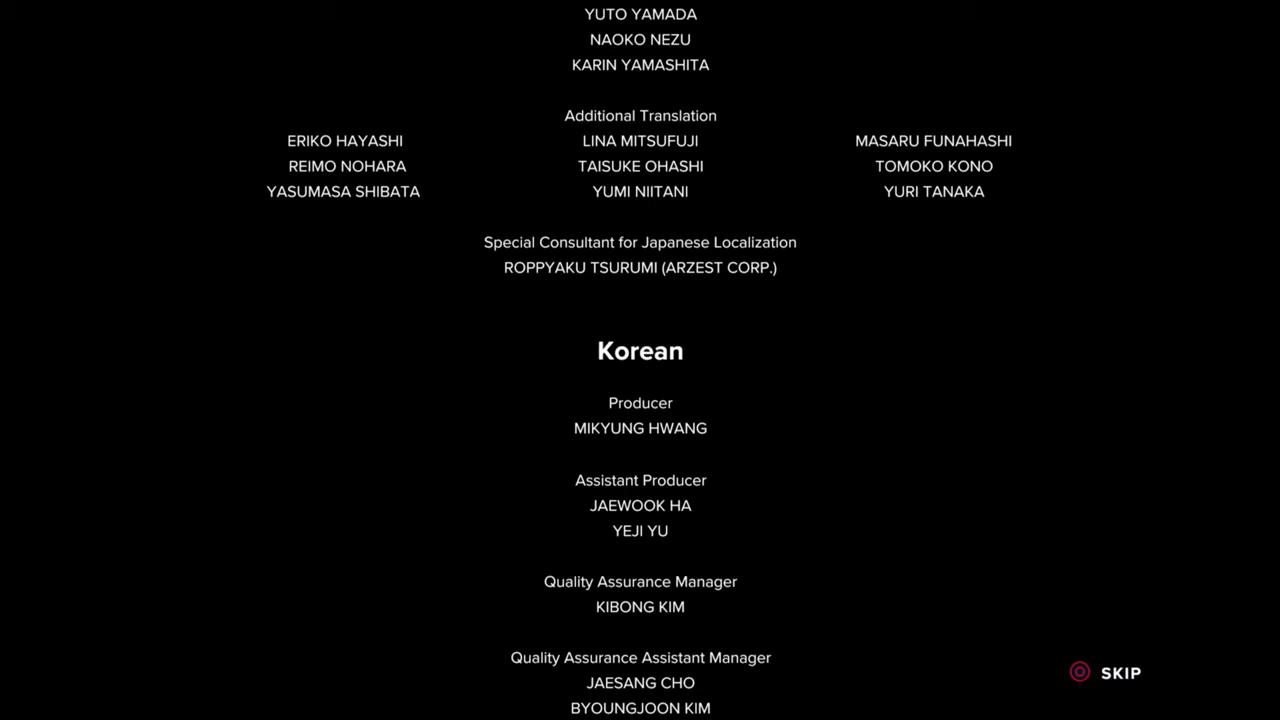 YUTO YAMADA
NAOKO NEZU
KARIN YAMASHITA
Additional Translation
ERIKO HAYASHI LINA MITSUFUJI MASARU FUNAHASHI
REIMO NOHARA TAISUKE OHASHI TOMOKO KONO
YASUMASA SHIBATA YUMI NIITANI YURI TANAKA
Special Consultant for Japanese Localization
ROPPYAKU TSURUMI (ARZEST CORP.)
Korean
Producer
MIKYUNG HWANG
Assistant Producer
JAEWOOK HA
YEJI YU
Quality Assurance Manager
KIBONG KIM
Quality Assurance Assistant Manager
JAESANG CHO
BYOUNGJOON KIM
SKIP